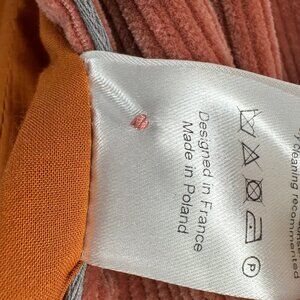 Cleaning recommended
P
Designed in France
Made in Poland